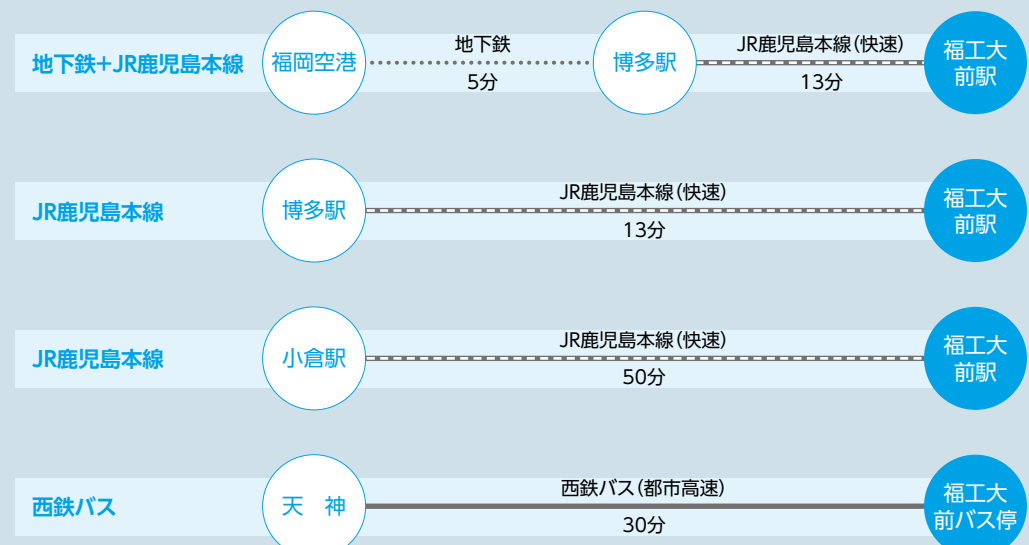 地下鉄+JR鹿児島本線
福岡空港
地下鉄
5分
博多駅
JR鹿児島本線(快速)
13分
福工大
前駅
JR鹿児島本線
博多駅
JR鹿児島本線(快速)
13分
福工大
前駅
JR鹿児島本線
小倉駅
JR鹿児島本線(快速)
50分
福工大
前駅
西鉄バス
天 神
西鉄バス(都市高速)
30分
福工大
前バス停